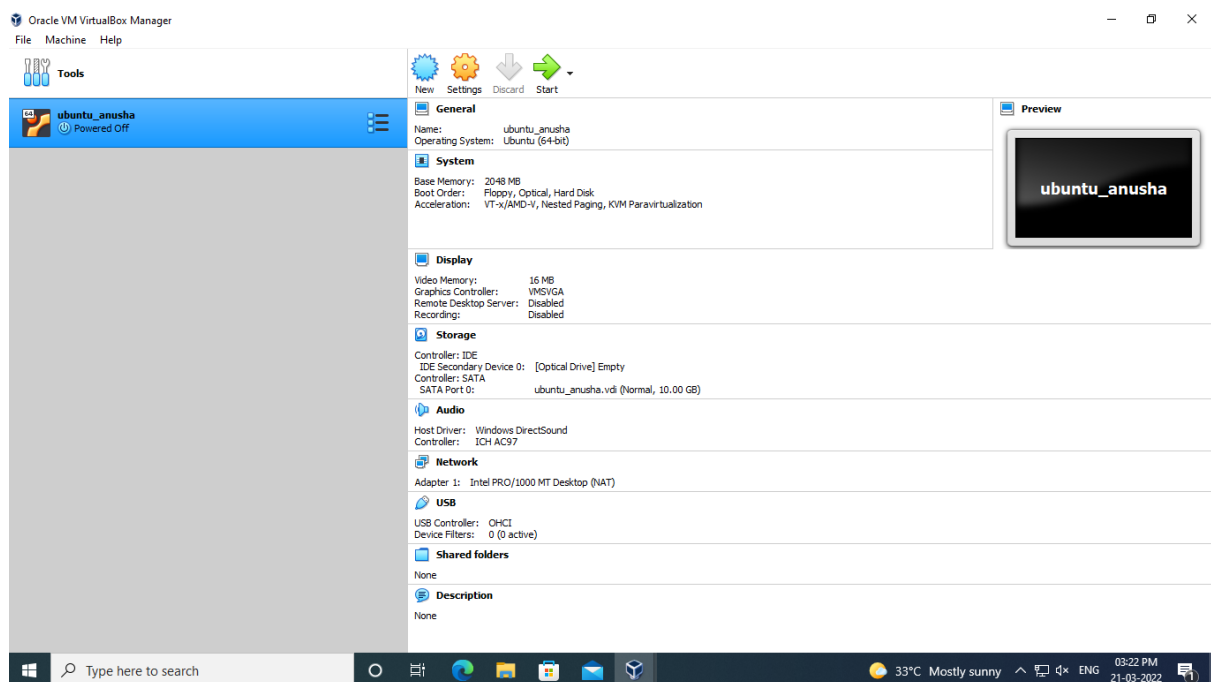 Oracle VM VirtualBox Manager
File Machine Help
Tools
New Settings Discard Start
64
ubuntu_anusha
Powered Off
General
Name: ubuntu_anusha
Operating System: Ubuntu (64-bit)
Preview
ubuntu_anusha
System
Base Memory: 2048 MB
Boot Order: Floppy, Optical, Hard Disk
Acceleration: VT-x/AMD-V, Nested Paging, KVM Paravirtualization
Display
Video Memory: 16 MB
Graphics Controller: VMSVGA
Remote Desktop Server: Disabled
Recording: Disabled
Storage
Controller: IDE
IDE Secondary Device 0: [Optical Drive] Empty
Controller: SATA
SATA Port 0: ubuntu_anusha.vdi (Normal, 10.00 GB)
Audio
Host Driver: Windows DirectSound
Controller: ICH AC97
Network
Adapter 1: Intel PRO/1000 MT Desktop (NAT)
USB
USB Controller: OHCI
Device Filters: 0 (0 active)
Shared folders
None
Description
None
Type here to search
33°C Mostly sunny
ENG
03:22 PM
21-03-2022
1